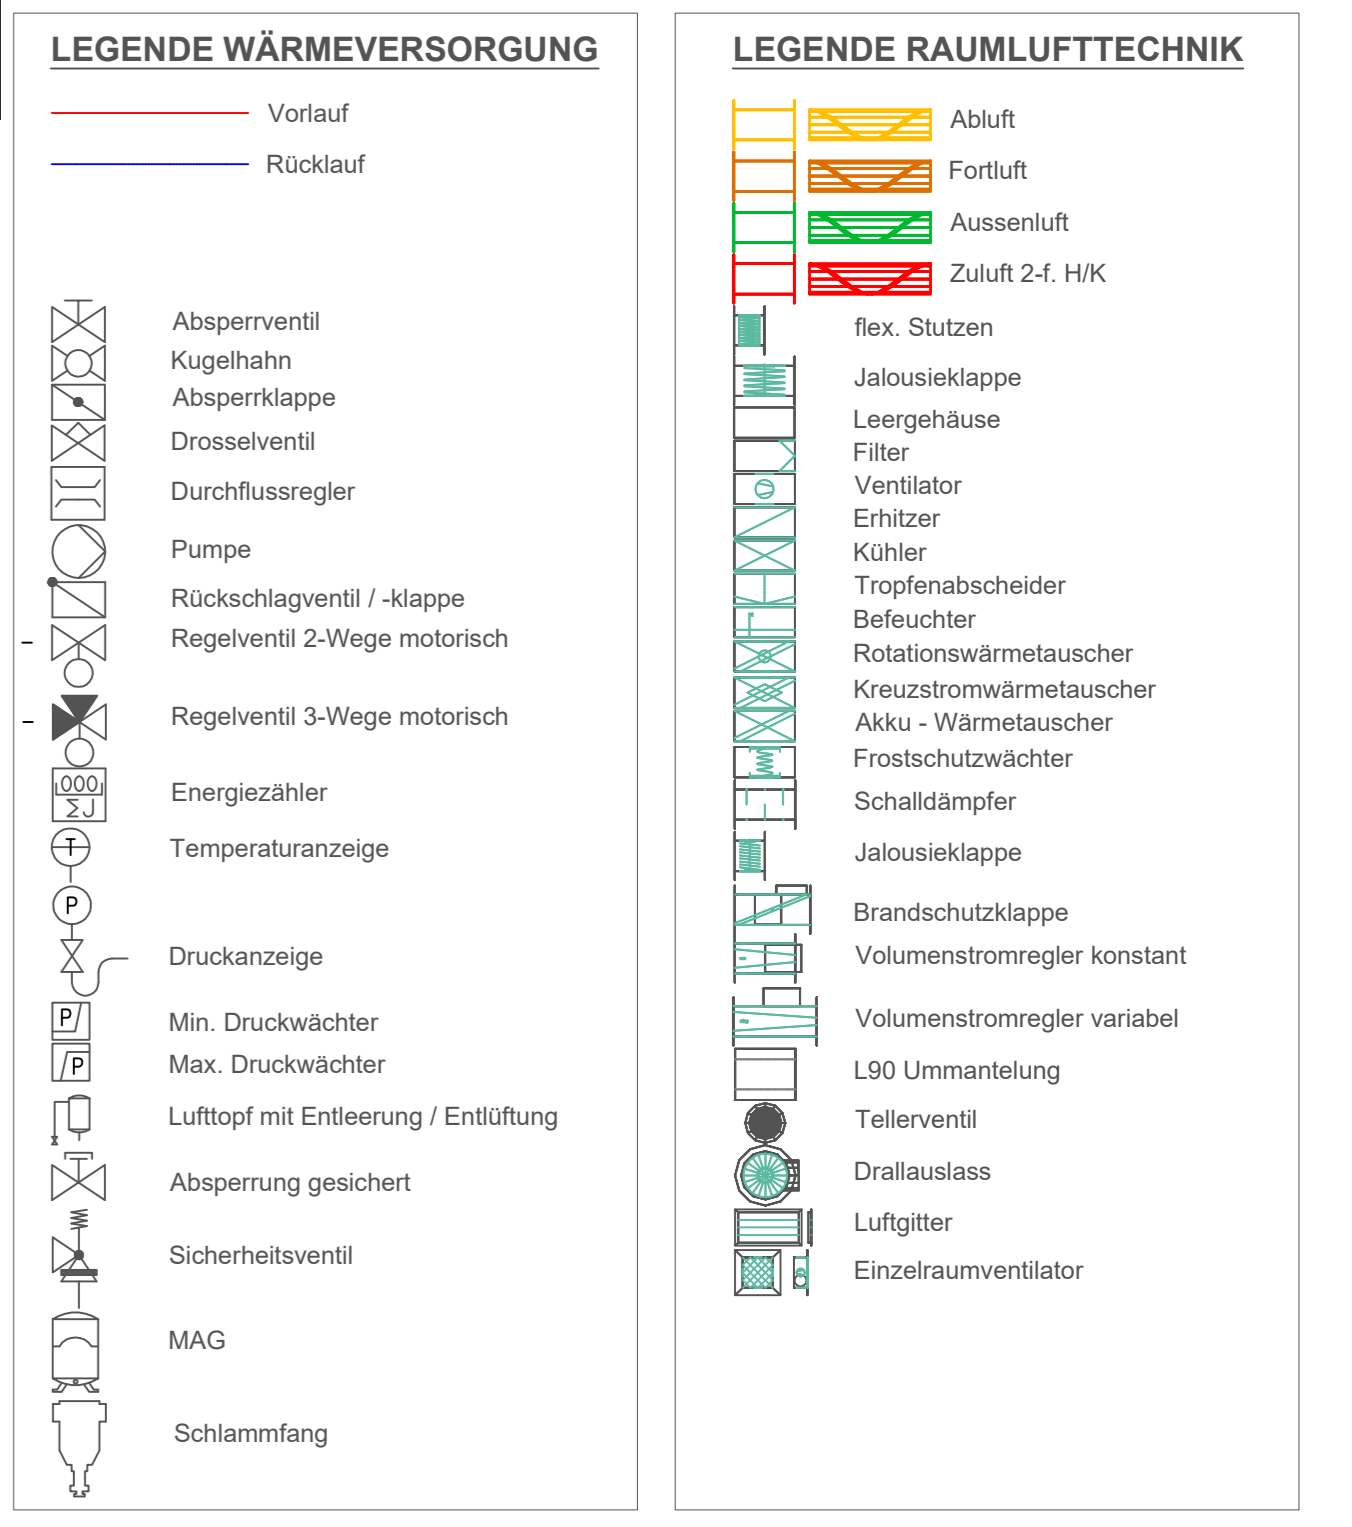 LEGENDE WÄRMEVERSORGUNG
Vorlauf
Rücklauf
Absperrventil
Kugelhahn
Absperrklappe
Drosselventil
Durchflussregler
Pumpe
Rückschlagventil / -klappe
Regelventil 2-Wege motorisch
Regelventil 3-Wege motorisch
000
ΣJ
Energiezähler
T
Temperaturanzeige
P
Druckanzeige
P
Min. Druckwächter
P
Max. Druckwächter
Lufttopf mit Entleerung / Entlüftung
Absperrung gesichert
Sicherheitsventil
MAG
Schlammfang
LEGENDE RAUMLUFTTECHNIK
Abluft
Fortluft
Aussenluft
Zuluft 2-f. H/K
flex. Stutzen
Jalousieklappe
Leergehäuse
Filter
Ventilator
Erhitzer
Kühler
Tropfenabscheider
Befeuchter
Rotationswärmetauscher
Kreuzstromwärmetauscher
Akku - Wärmetauscher
Frostschutzwächter
Schalldämpfer
Jalousieklappe
Brandschutzklappe
Volumenstromregler konstant
Volumenstromregler variabel
L90 Ummantelung
Tellerventil
Drallauslass
Luftgitter
Einzelraumventilator